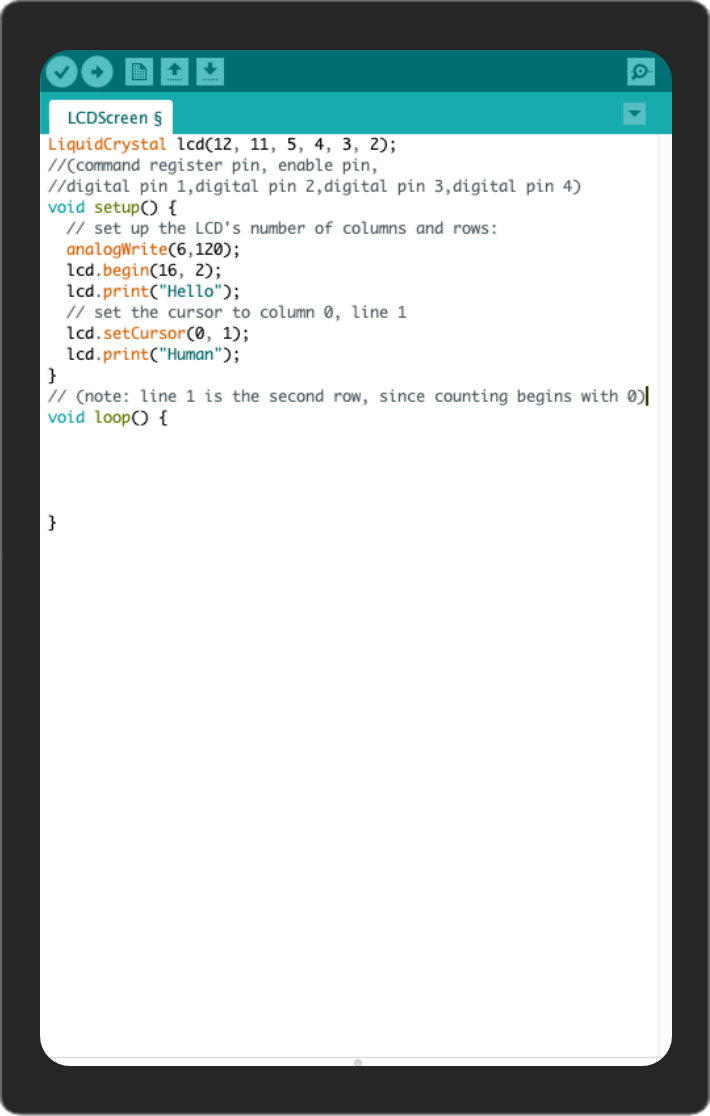 LCDScreen §
LiquidCrystal lcd(12, 11, 5, 4, 3, 2);
//(command register pin, enable pin,
//digital pin 1,digital pin 2,digital pin 3,digital pin 4)
void setup() {
  // set up the LCD's number of columns and rows:
  analogWrite(6,120);
  lcd.begin(16, 2);
  lcd.print("Hello");
  // set the cursor to column 0, line 1
  lcd.setCursor(0, 1);
  lcd.print("Human");
}
// (note: line 1 is the second row, since counting begins with 0)
void loop() {
}